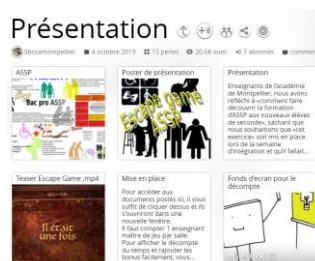 Présentation
Sbssamontpellier 4 octobre 2019 15 perles 20,6K vues 7 abonnés commen
ASSP
Bac pro ASSP
Poster de présentation
Escape game
ASSP
Présentation
Enseignants de l'académie
de Montpellier, nous avons
réfléchi à «comment faire
découvrir la formation
d'ASSP aux nouveaux élèves
de seconde», sachant que
nous souhaitions que «cet
exercice» soit mis en place
lors de la semaine
d'intégration et qu'il fallait...
Teaser Escape Game .mp4
Il était
une fois
Mise en place
Pour accéder aux
documents postés ici, il vous
suffit de cliquer dessus et ils
s'ouvriront dans une
nouvelle fenêtre.
Il faut compter 1 enseignant
maître de jeu par salle.
Pour afficher le décompte
du temps et rajouter les
bonus facilement, vous...
Fonds d'ecran pour le
décompte